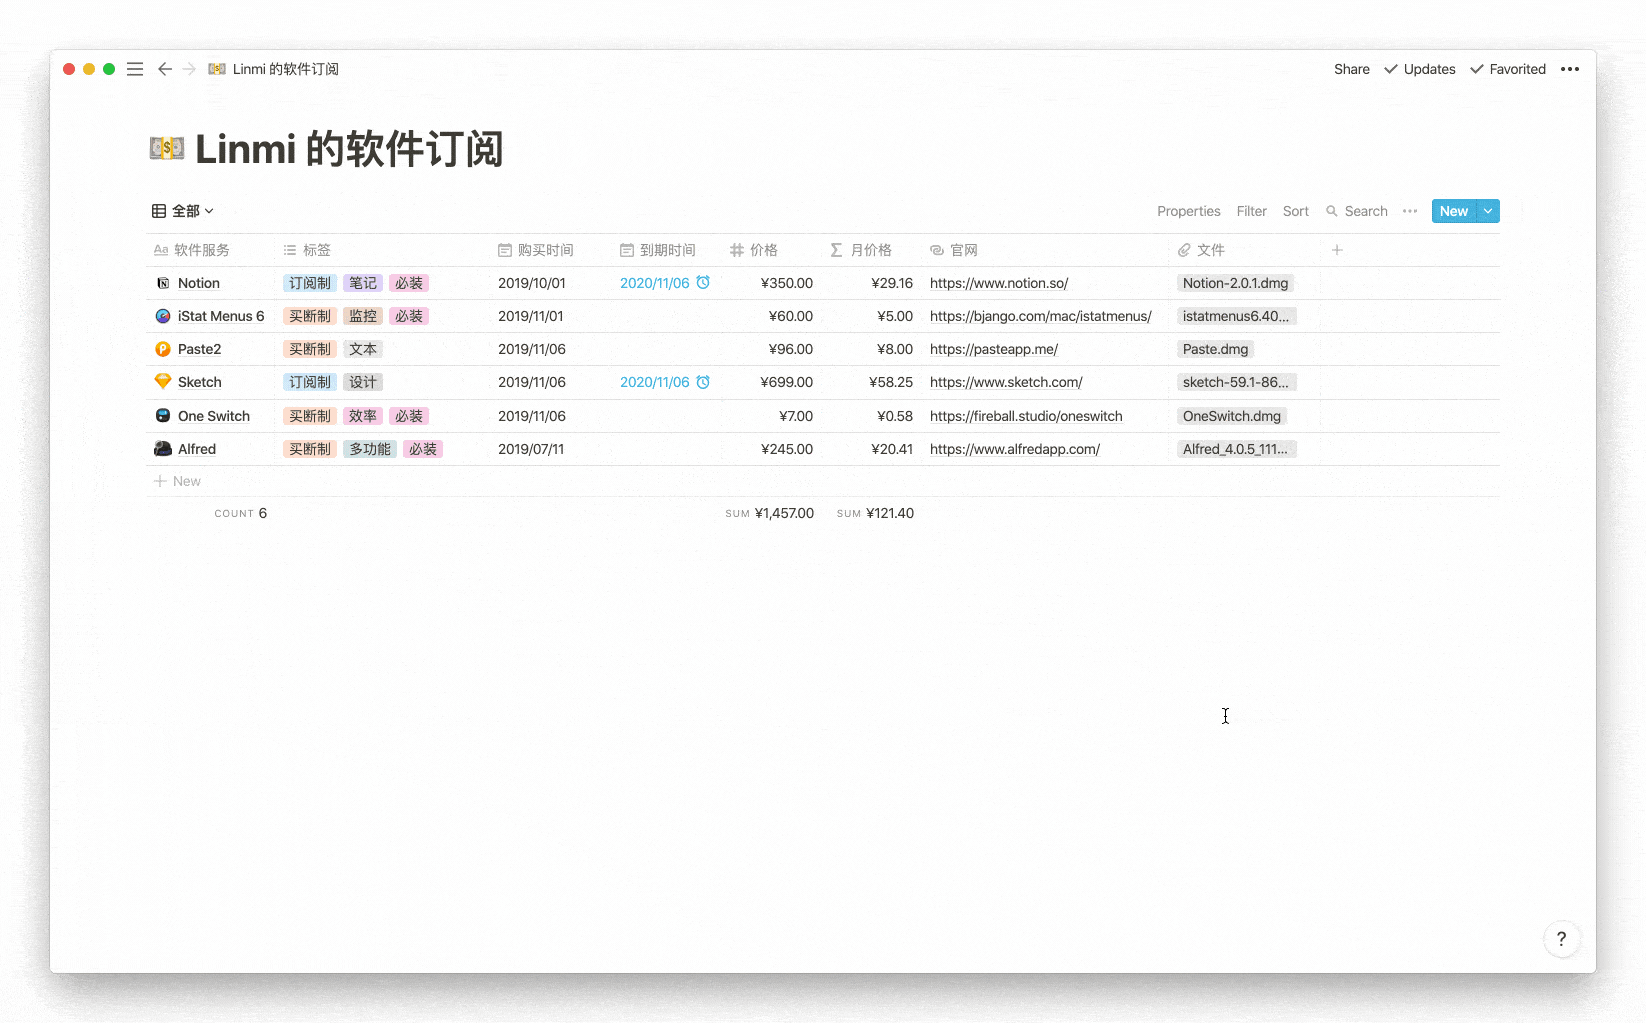 Linmi 的软件订阅 Share Updates Favorited
Linmi 的软件订阅
全部 Properties Filter Sort Search New
Aa 软件服务 标签 购买时间 到期时间 价格 月价格 官网 文件
Notion 订阅制 笔记 必装 2019/10/01 2020/11/06 ¥350.00 ¥29.16 https://www.notion.so/ Notion-2.0.1.dmg
iStat Menus 6 买断制 监控 必装 2019/11/01 ¥60.00 ¥5.00 https://bjango.com/mac/istatmenus/ istatmenus6.40...
Paste2 买断制 文本 2019/11/06 ¥96.00 ¥8.00 https://pasteapp.me/ Paste.dmg
Sketch 订阅制 设计 2019/11/06 2020/11/06 ¥699.00 ¥58.25 https://www.sketch.com/ sketch-59.1-86...
One Switch 买断制 效率 必装 2019/11/06 ¥7.00 ¥0.58 https://fireball.studio/oneswitch OneSwitch.dmg
Alfred 买断制 多功能 必装 2019/07/11 ¥245.00 ¥20.41 https://www.alfredapp.com/ Alfred_4.0.5_111...
New
COUNT 6 SUM ¥1,457.00 SUM ¥121.40
?